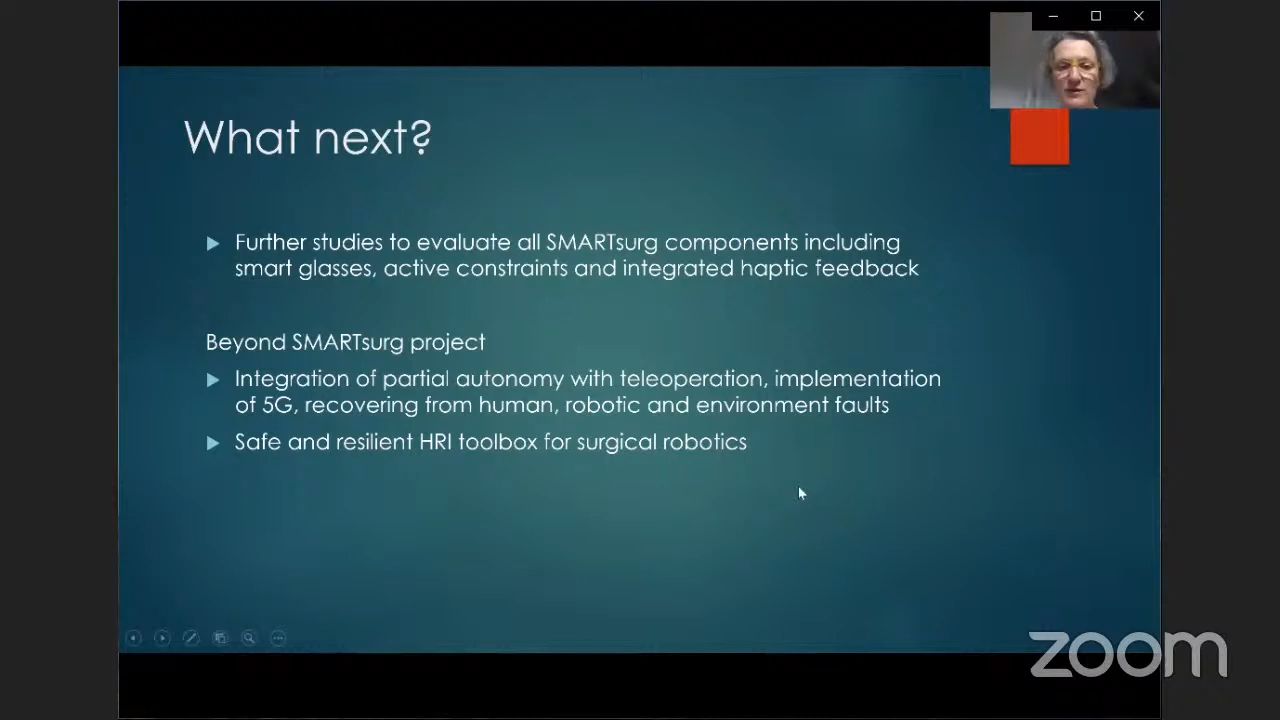 What next?
Further studies to evaluate all SMARTsurg components including
smart glasses, active constraints and integrated haptic feedback
Beyond SMARTsurg project
Integration of partial autonomy with teleoperation, implementation
of 5G, recovering from human, robotic and environment faults
Safe and resilient HRI toolbox for surgical robotics
zoom